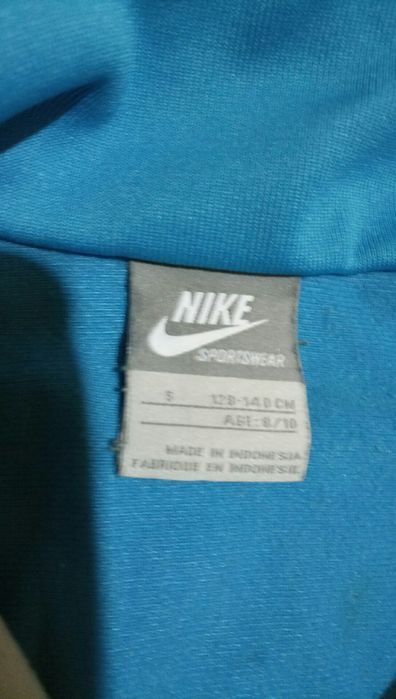 NIKE
SPORTSWEAR
S 128-140 CM
AGE: 8/10
MADE IN INDONESIA
FABRIQUE EN INDONESIE